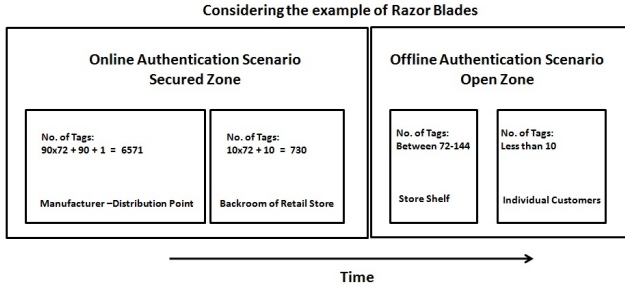 Considering the example of Razor Blades
Online Authentication Scenario
Secured Zone
Offline Authentication Scenario
Open Zone
No. of Tags:
90x72 + 90 + 1 = 6571
Manufacturer –Distribution Point
No. of Tags:
10x72 + 10 = 730
Backroom of Retail Store
No. of Tags:
Between 72-144
Store Shelf
No. of Tags:
Less than 10
Individual Customers
Time